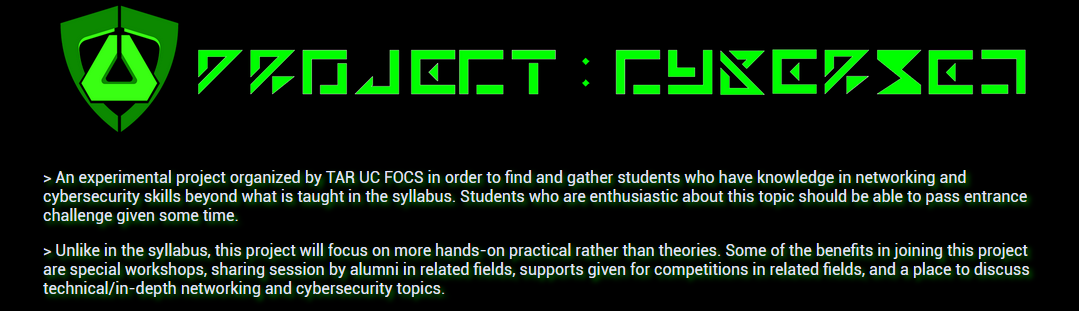 PROJECT : CYBERSEC
> An experimental project organized by TAR UC FOCS in order to find and gather students who have knowledge in networking and
cybersecurity skills beyond what is taught in the syllabus. Students who are enthusiastic about this topic should be able to pass entrance
challenge given some time.
> Unlike in the syllabus, this project will focus on more hands-on practical rather than theories. Some of the benefits in joining this project
are special workshops, sharing session by alumni in related fields, supports given for competitions in related fields, and a place to discuss
technical/in-depth networking and cybersecurity topics.